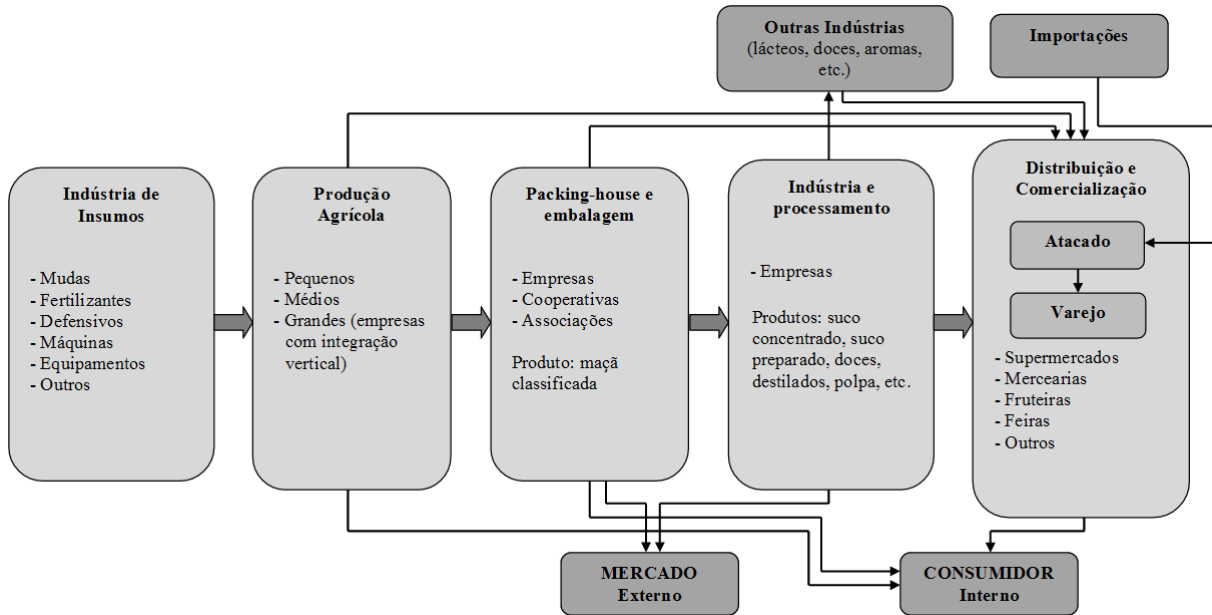 Outras Indústrias
(lácteos, doces, aromas,
etc.)
Importações
Indústria de
Insumos
- Mudas
- Fertilizantes
- Defensivos
- Máquinas
- Equipamentos
- Outros
Produção
Agrícola
- Pequenos
- Médios
- Grandes (empresas
com integração
vertical)
Packing-house e
embalagem
- Empresas
- Cooperativas
- Associações
Produto: maçã
classificada
Indústria e
processamento
- Empresas
Produtos: suco
concentrado, suco
preparado, doces,
destilados, polpa, etc.
Distribuição e
Comercialização
Atacado
Varejo
- Supermercados
- Mercearias
- Fruteiras
- Feiras
- Outros
MERCADO
Externo
CONSUMIDOR
Interno